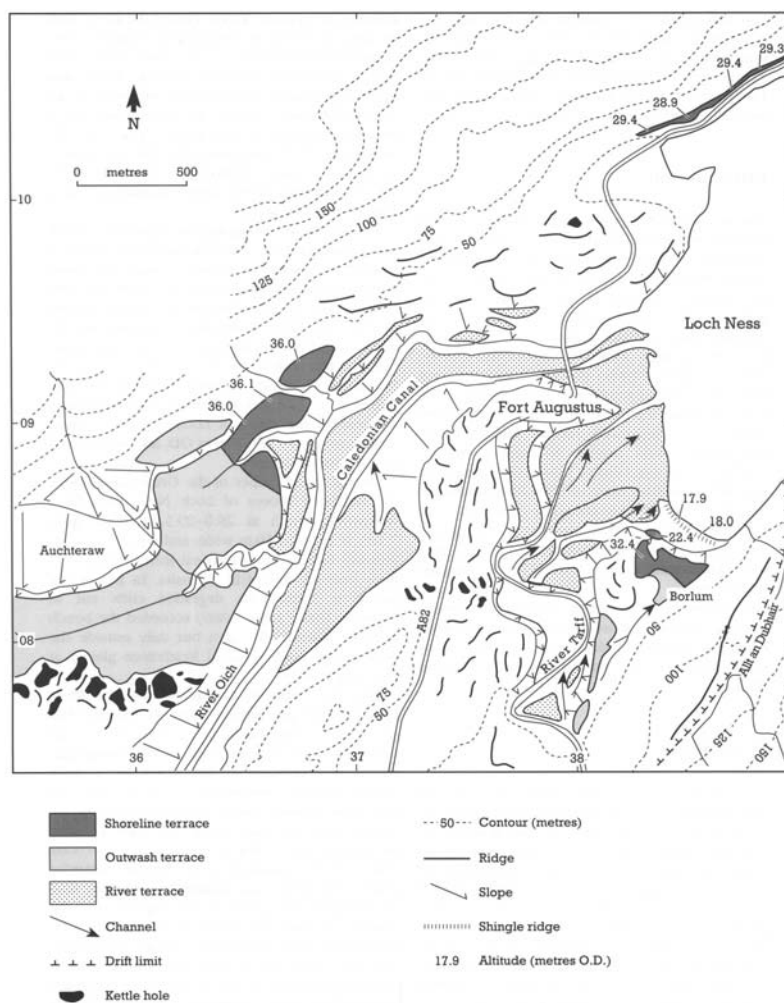 29.3
29.4
28.9
29.4
N
0 metres 500
10
150
100
75
50
125
Loch Ness
36.0
36.1
36.0
09
Caledonian Canal
Fort Augustus
17.9
18.0
22.4
32.4
Auchteraw
Borlum
50
08
A82
River Tarff
100
Allt an Dubhair
River Oich
75
50
125
150
36
37
38
Shoreline terrace
Outwash terrace
River terrace
Channel
Drift limit
Kettle hole
--50-- Contour (metres)
Ridge
Slope
Shingle ridge
17.9 Altitude (metres O.D.)